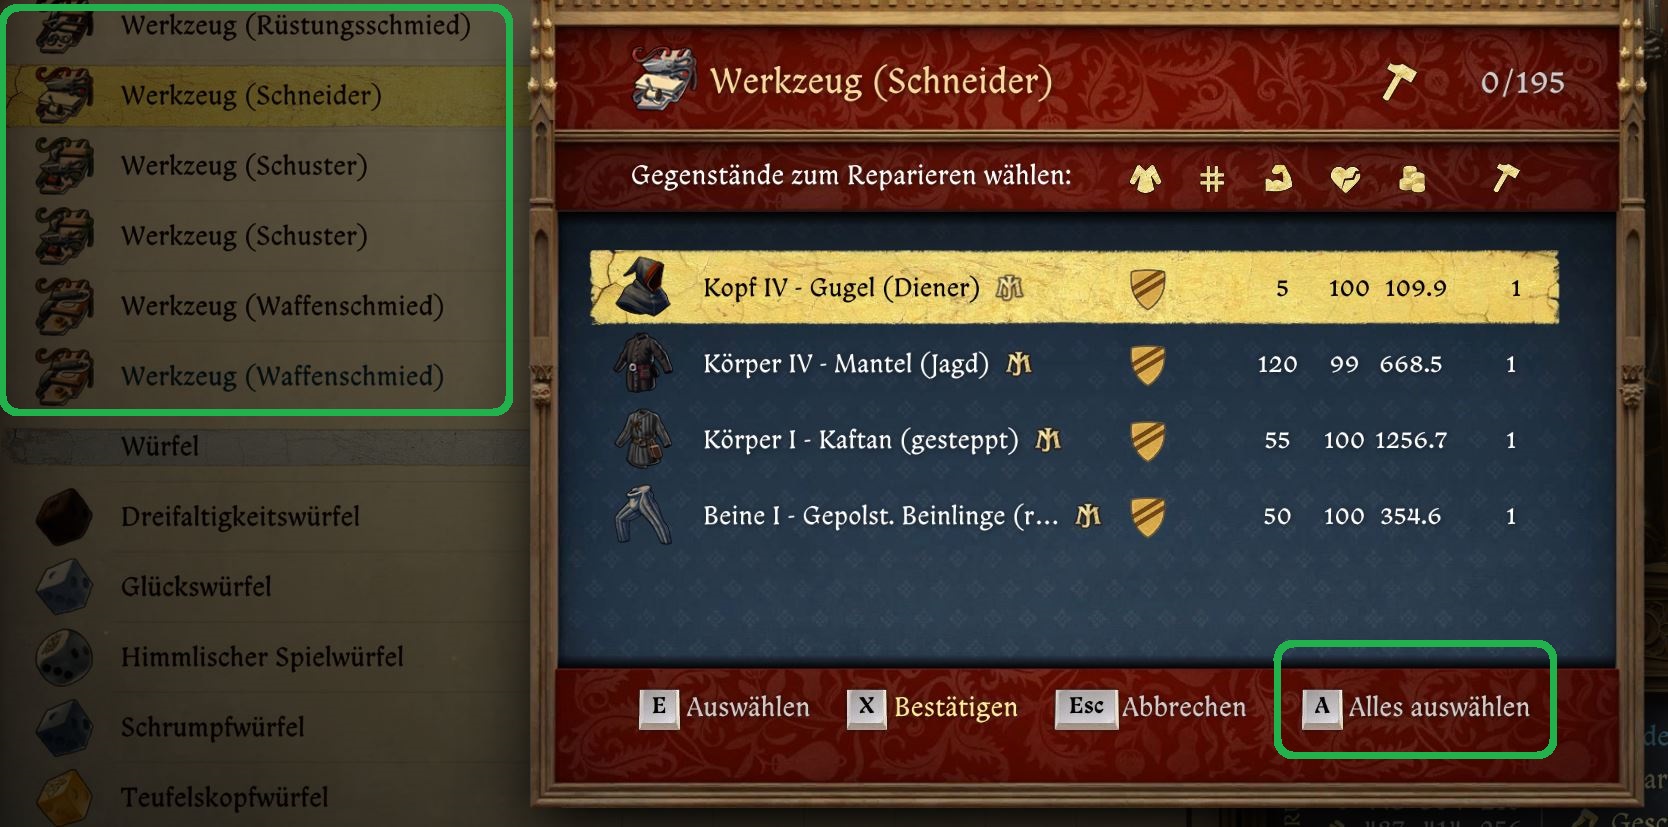 Werkzeug (Rüstungsschmied)
Werkzeug (Schneider)
Werkzeug (Schuster)
Werkzeug (Schuster)
Werkzeug (Waffenschmied)
Werkzeug (Waffenschmied)
Würfel
Dreifaltigkeitswürfel
Glückswürfel
Himmlischer Spielwürfel
Schrumpfwürfel
Teufelskopfwürfel
Werkzeug (Schneider) 0/195
Gegenstände zum Reparieren wählen:
Kopf IV - Gugel (Diener) 5 100 109.9 1
Körper IV - Mantel (Jagd) 120 99 668.5 1
Körper I - Kaftan (gesteppt) 55 100 1256.7 1
Beine I - Gepolst. Beinlinge (r... 50 100 354.6 1
E Auswählen X Bestätigen Esc Abbrechen A Alles auswählen